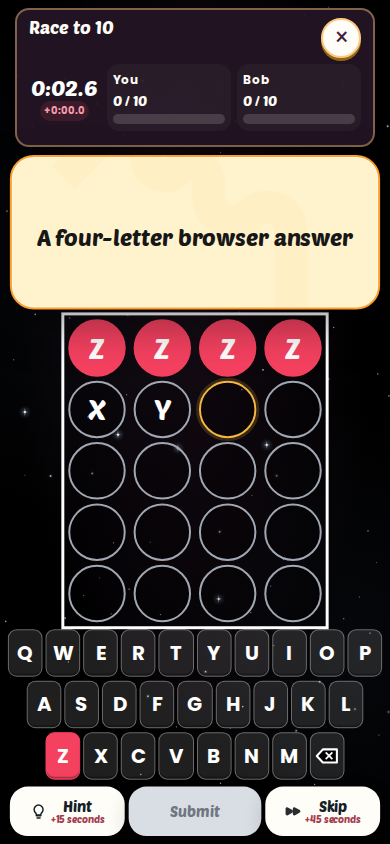 Race to 10
×
0:02.6
+0:00.0
You
0 / 10
Bob
0 / 10
A four-letter browser answer
Z Z Z Z
X Y
Q W E R T Y U I O P
A S D F G H J K L
Z X C V B N M
Hint
+15 seconds
Submit
Skip
+45 seconds